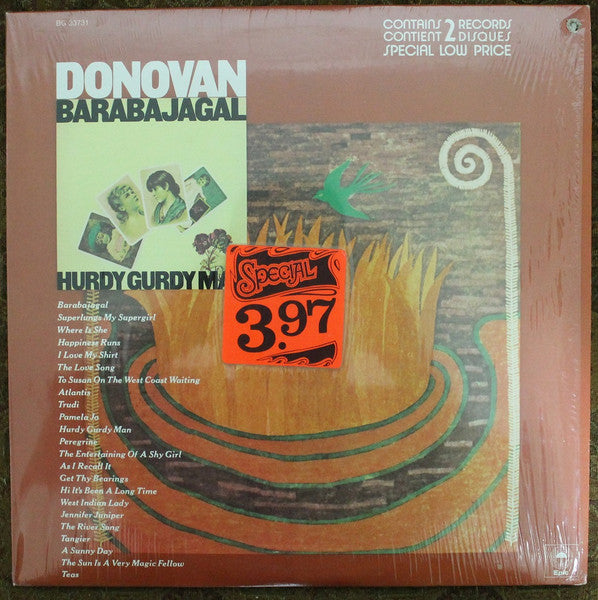 BG 33731
CONTAINS 2 RECORDS
CONTIENT DISQUES
SPECIAL LOW PRICE
DONOVAN
BARABAJAGAL
HURDY GURDY MA
SPECIAL
3.97
Barabajagal
Superlungs My Supergirl
Where Is She
Happiness Runs
I Love My Shirt
The Love Song
To Susan On The West Coast Waiting
Atlantis
Trudi
Pamela Jo
Hurdy Gurdy Man
Peregrine
The Entertaining Of A Shy Girl
As I Recall It
Get Thy Bearings
Hi It's Been A Long Time
West Indian Lady
Jennifer Juniper
The River Song
Tangier
A Sunny Day
The Sun Is A Very Magic Fellow
Teas
Epic